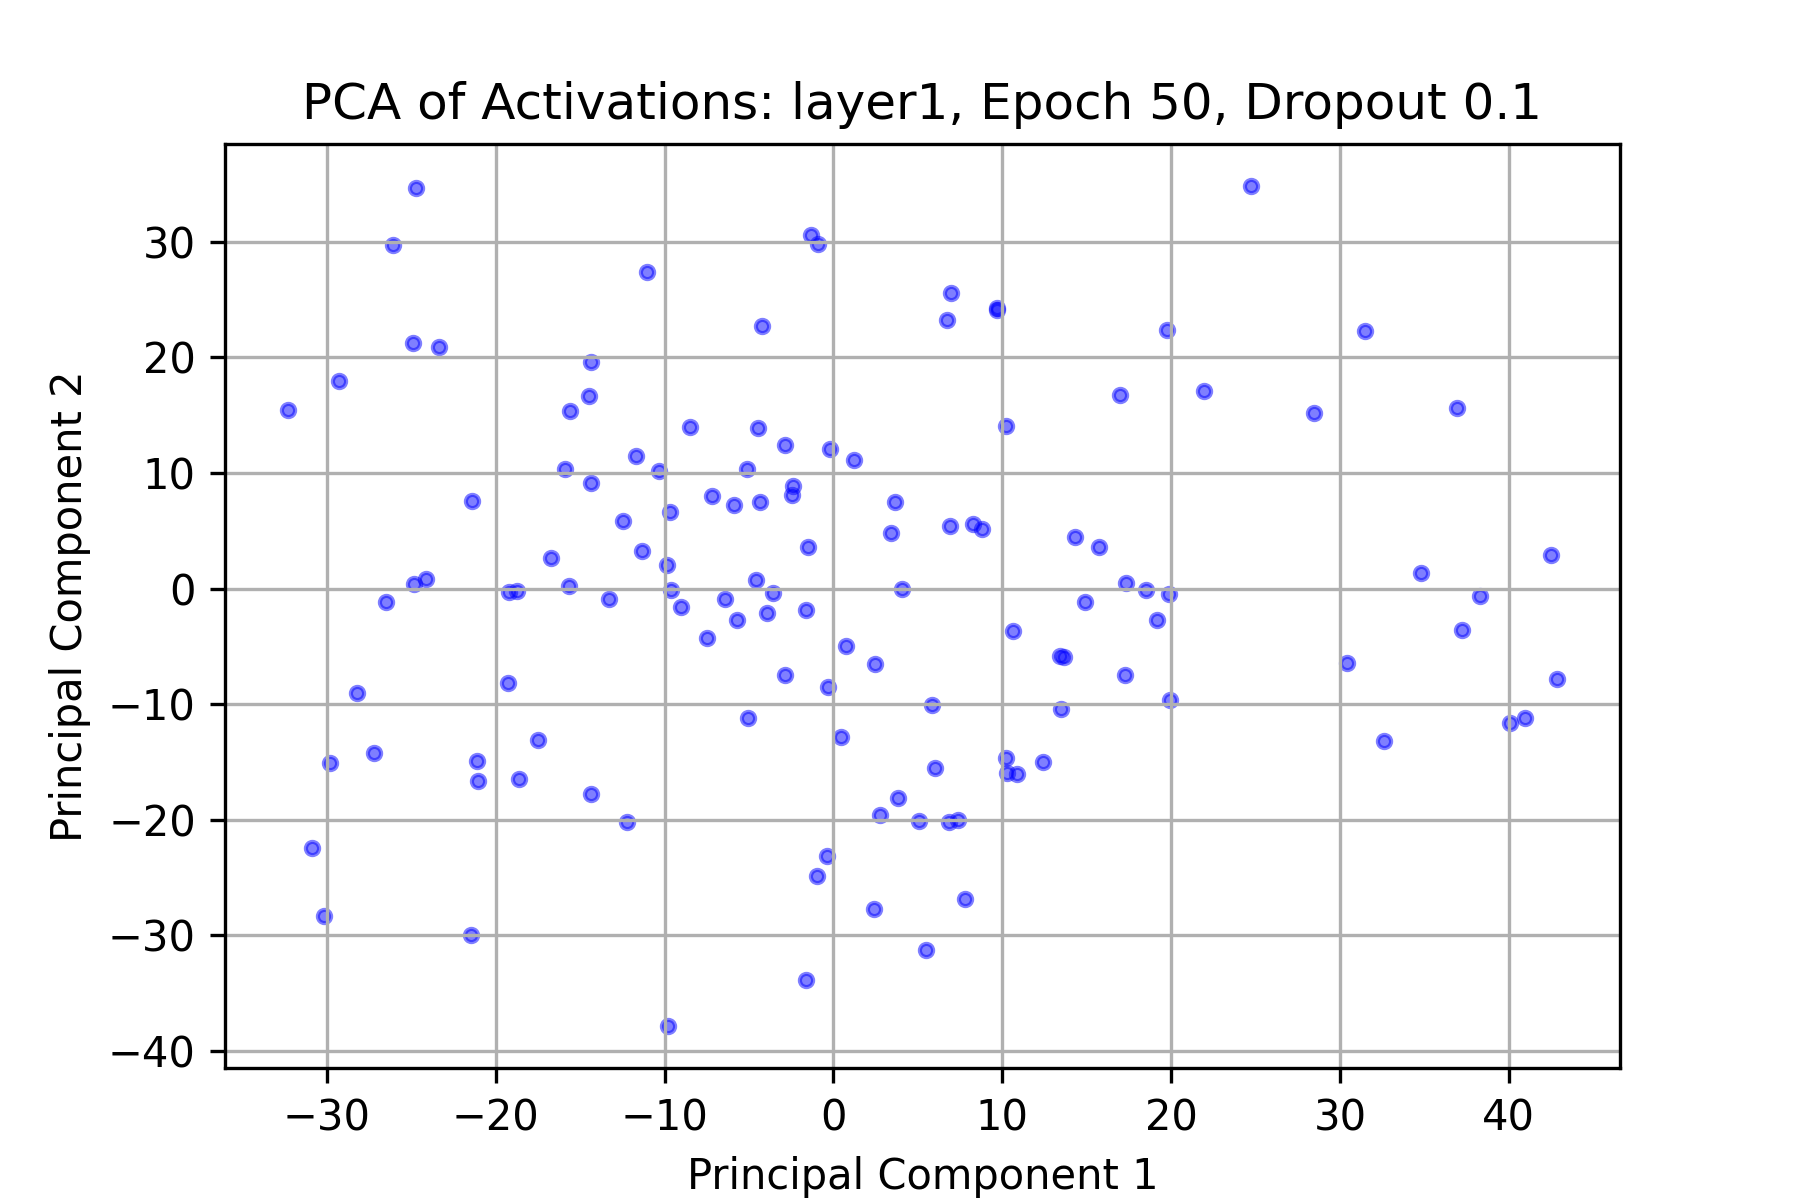 PCA of Activations: layer1, Epoch 50, Dropout 0.1
30
20
10
0
−10
−20
−30
−40
Principal Component 2
−30 −20 −10 0 10 20 30 40
Principal Component 1